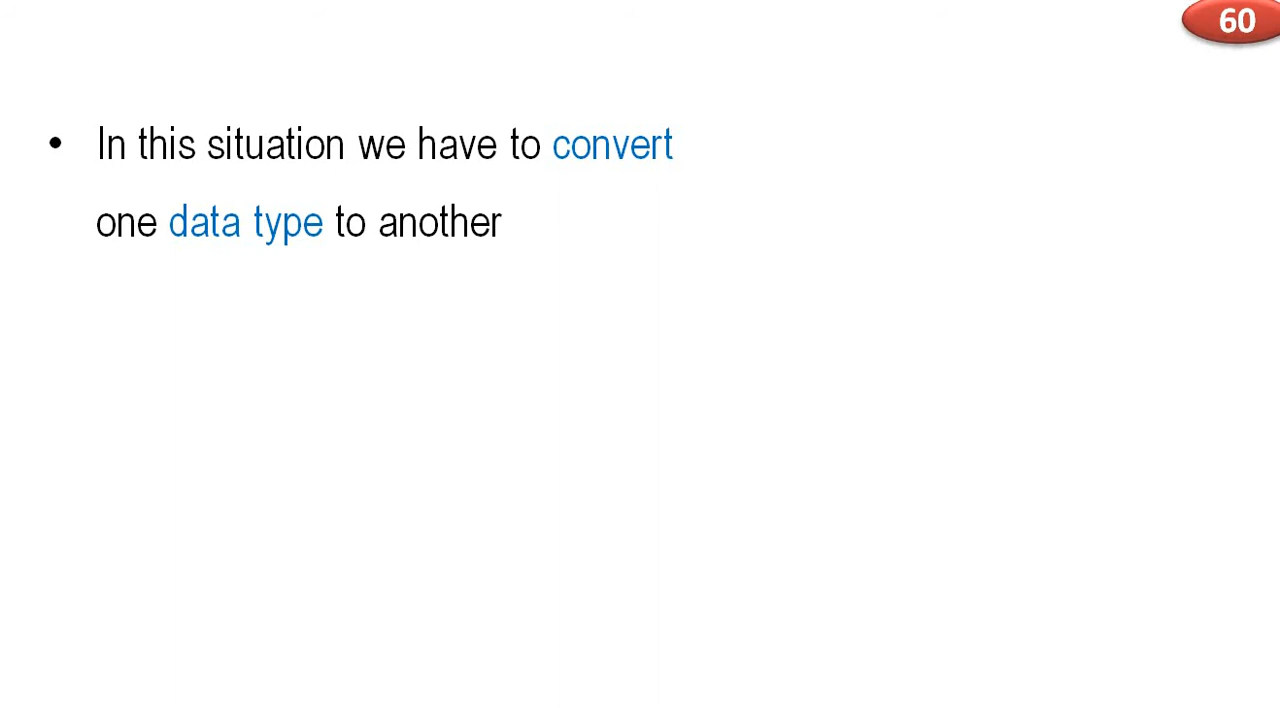 60
• In this situation we have to convert
one data type to another